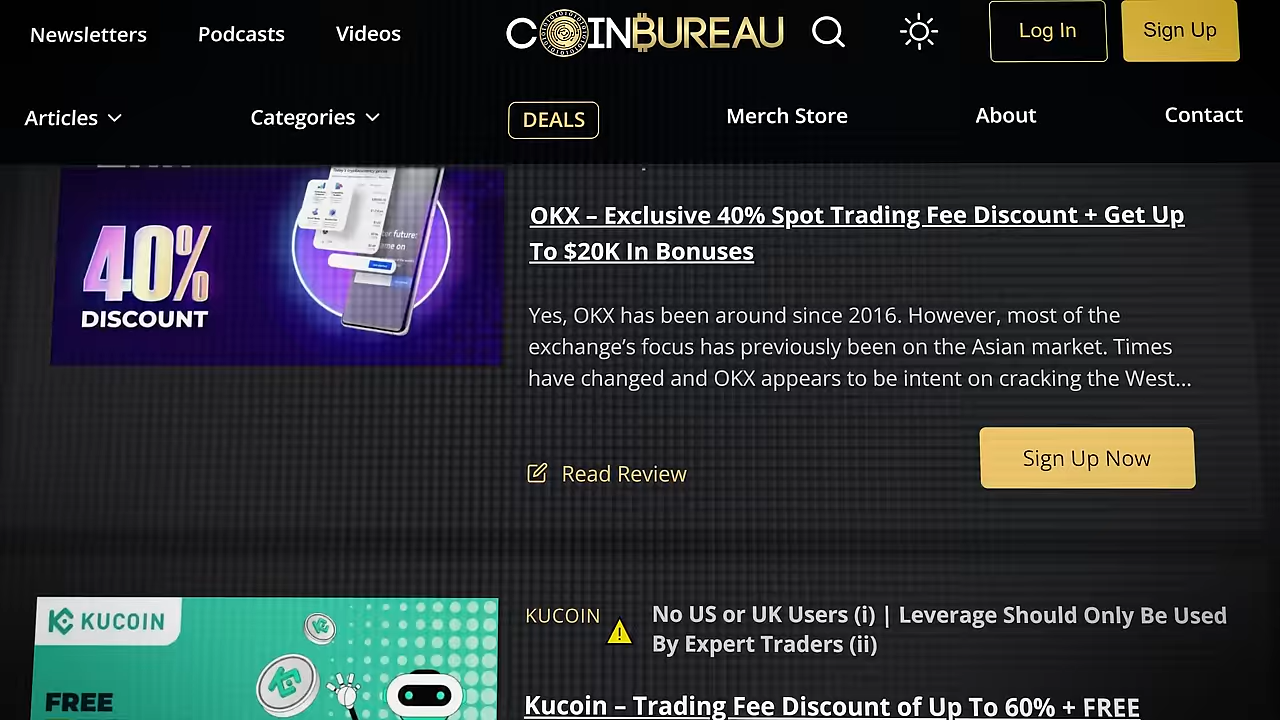 Newsletters
Podcasts
Videos
COINBUREAU
Log In
Sign Up
Articles
Categories
DEALS
Merch Store
About
Contact
40%
DISCOUNT
OKX – Exclusive 40% Spot Trading Fee Discount + Get Up
To $20K In Bonuses
Yes, OKX has been around since 2016. However, most of the
exchange’s focus has previously been on the Asian market. Times
have changed and OKX appears to be intent on cracking the West...
Read Review
Sign Up Now
KUCOIN
FREE
KUCOIN
No US or UK Users (i) | Leverage Should Only Be Used
By Expert Traders (ii)
Kucoin – Trading Fee Discount of Up To 60% + FREE